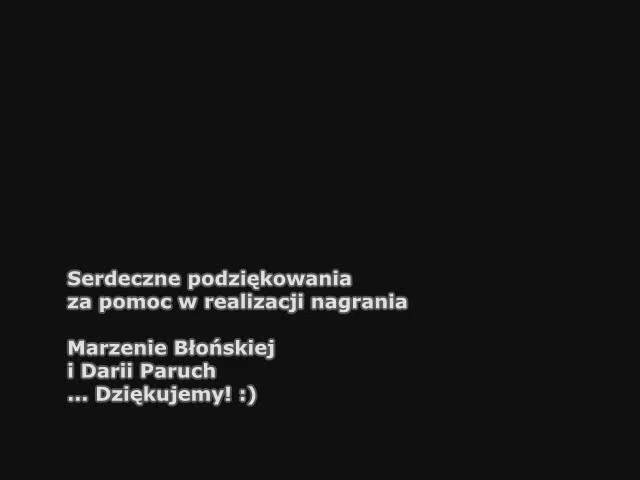 Serdeczne podziękowania
za pomoc w realizacji nagrania
Marzenie Błońskiej
i Darii Paruch
... Dziękujemy! :)